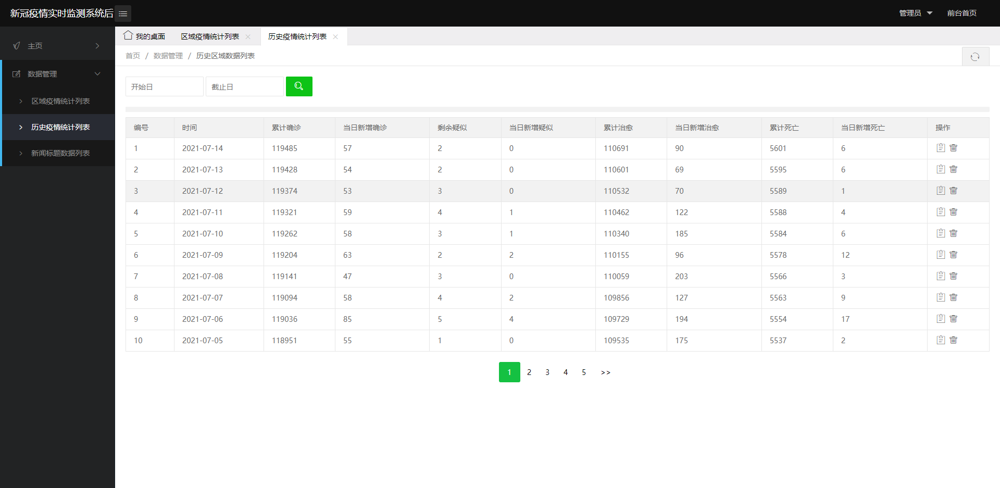 新冠疫情实时监测系统后
管理员 前台首页
主页
数据管理
区域疫情统计列表
历史疫情统计列表
新闻标题数据列表
我的桌面 区域疫情统计列表 历史疫情统计列表
首页 / 数据管理 / 历史区域数据列表
开始日 截止日
编号 时间 累计确诊 当日新增确诊 剩余疑似 当日新增疑似 累计治愈 当日新增治愈 累计死亡 当日新增死亡 操作
1 2021-07-14 119485 57 2 0 110691 90 5601 6
2 2021-07-13 119428 54 2 0 110601 69 5595 6
3 2021-07-12 119374 53 3 0 110532 70 5589 1
4 2021-07-11 119321 59 4 1 110462 122 5588 4
5 2021-07-10 119262 58 3 1 110340 185 5584 6
6 2021-07-09 119204 63 2 2 110155 96 5578 12
7 2021-07-08 119141 47 3 0 110059 203 5566 3
8 2021-07-07 119094 58 4 2 109856 127 5563 9
9 2021-07-06 119036 85 5 4 109729 194 5554 17
10 2021-07-05 118951 55 1 0 109535 175 5537 2
1 2 3 4 5 >>